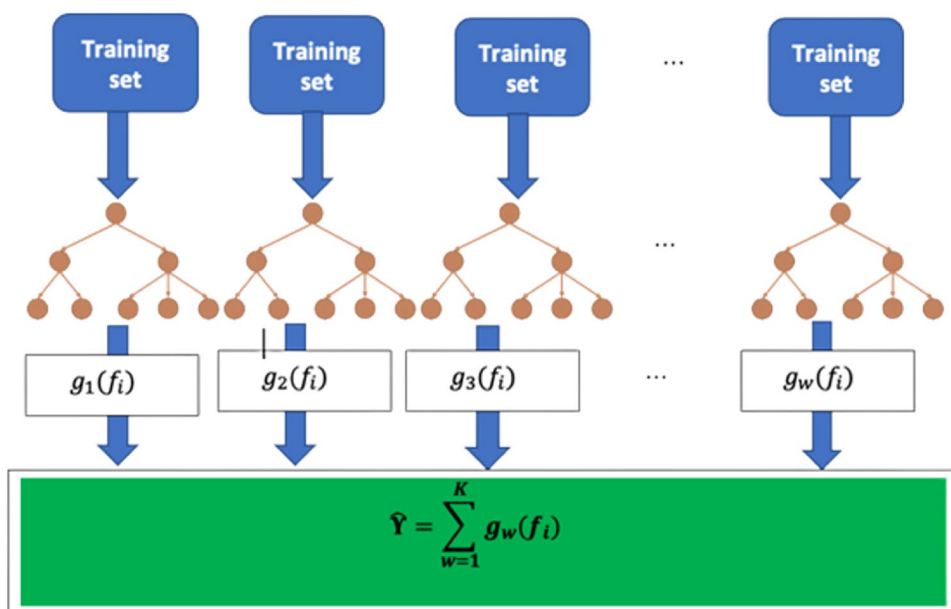 Training set Training set Training set ... Training set
...
g₁(fᵢ) g₂(fᵢ) g₃(fᵢ) ... g_w(fᵢ)
Ŷ = ∑_{w=1}^{K} g_w(fᵢ)